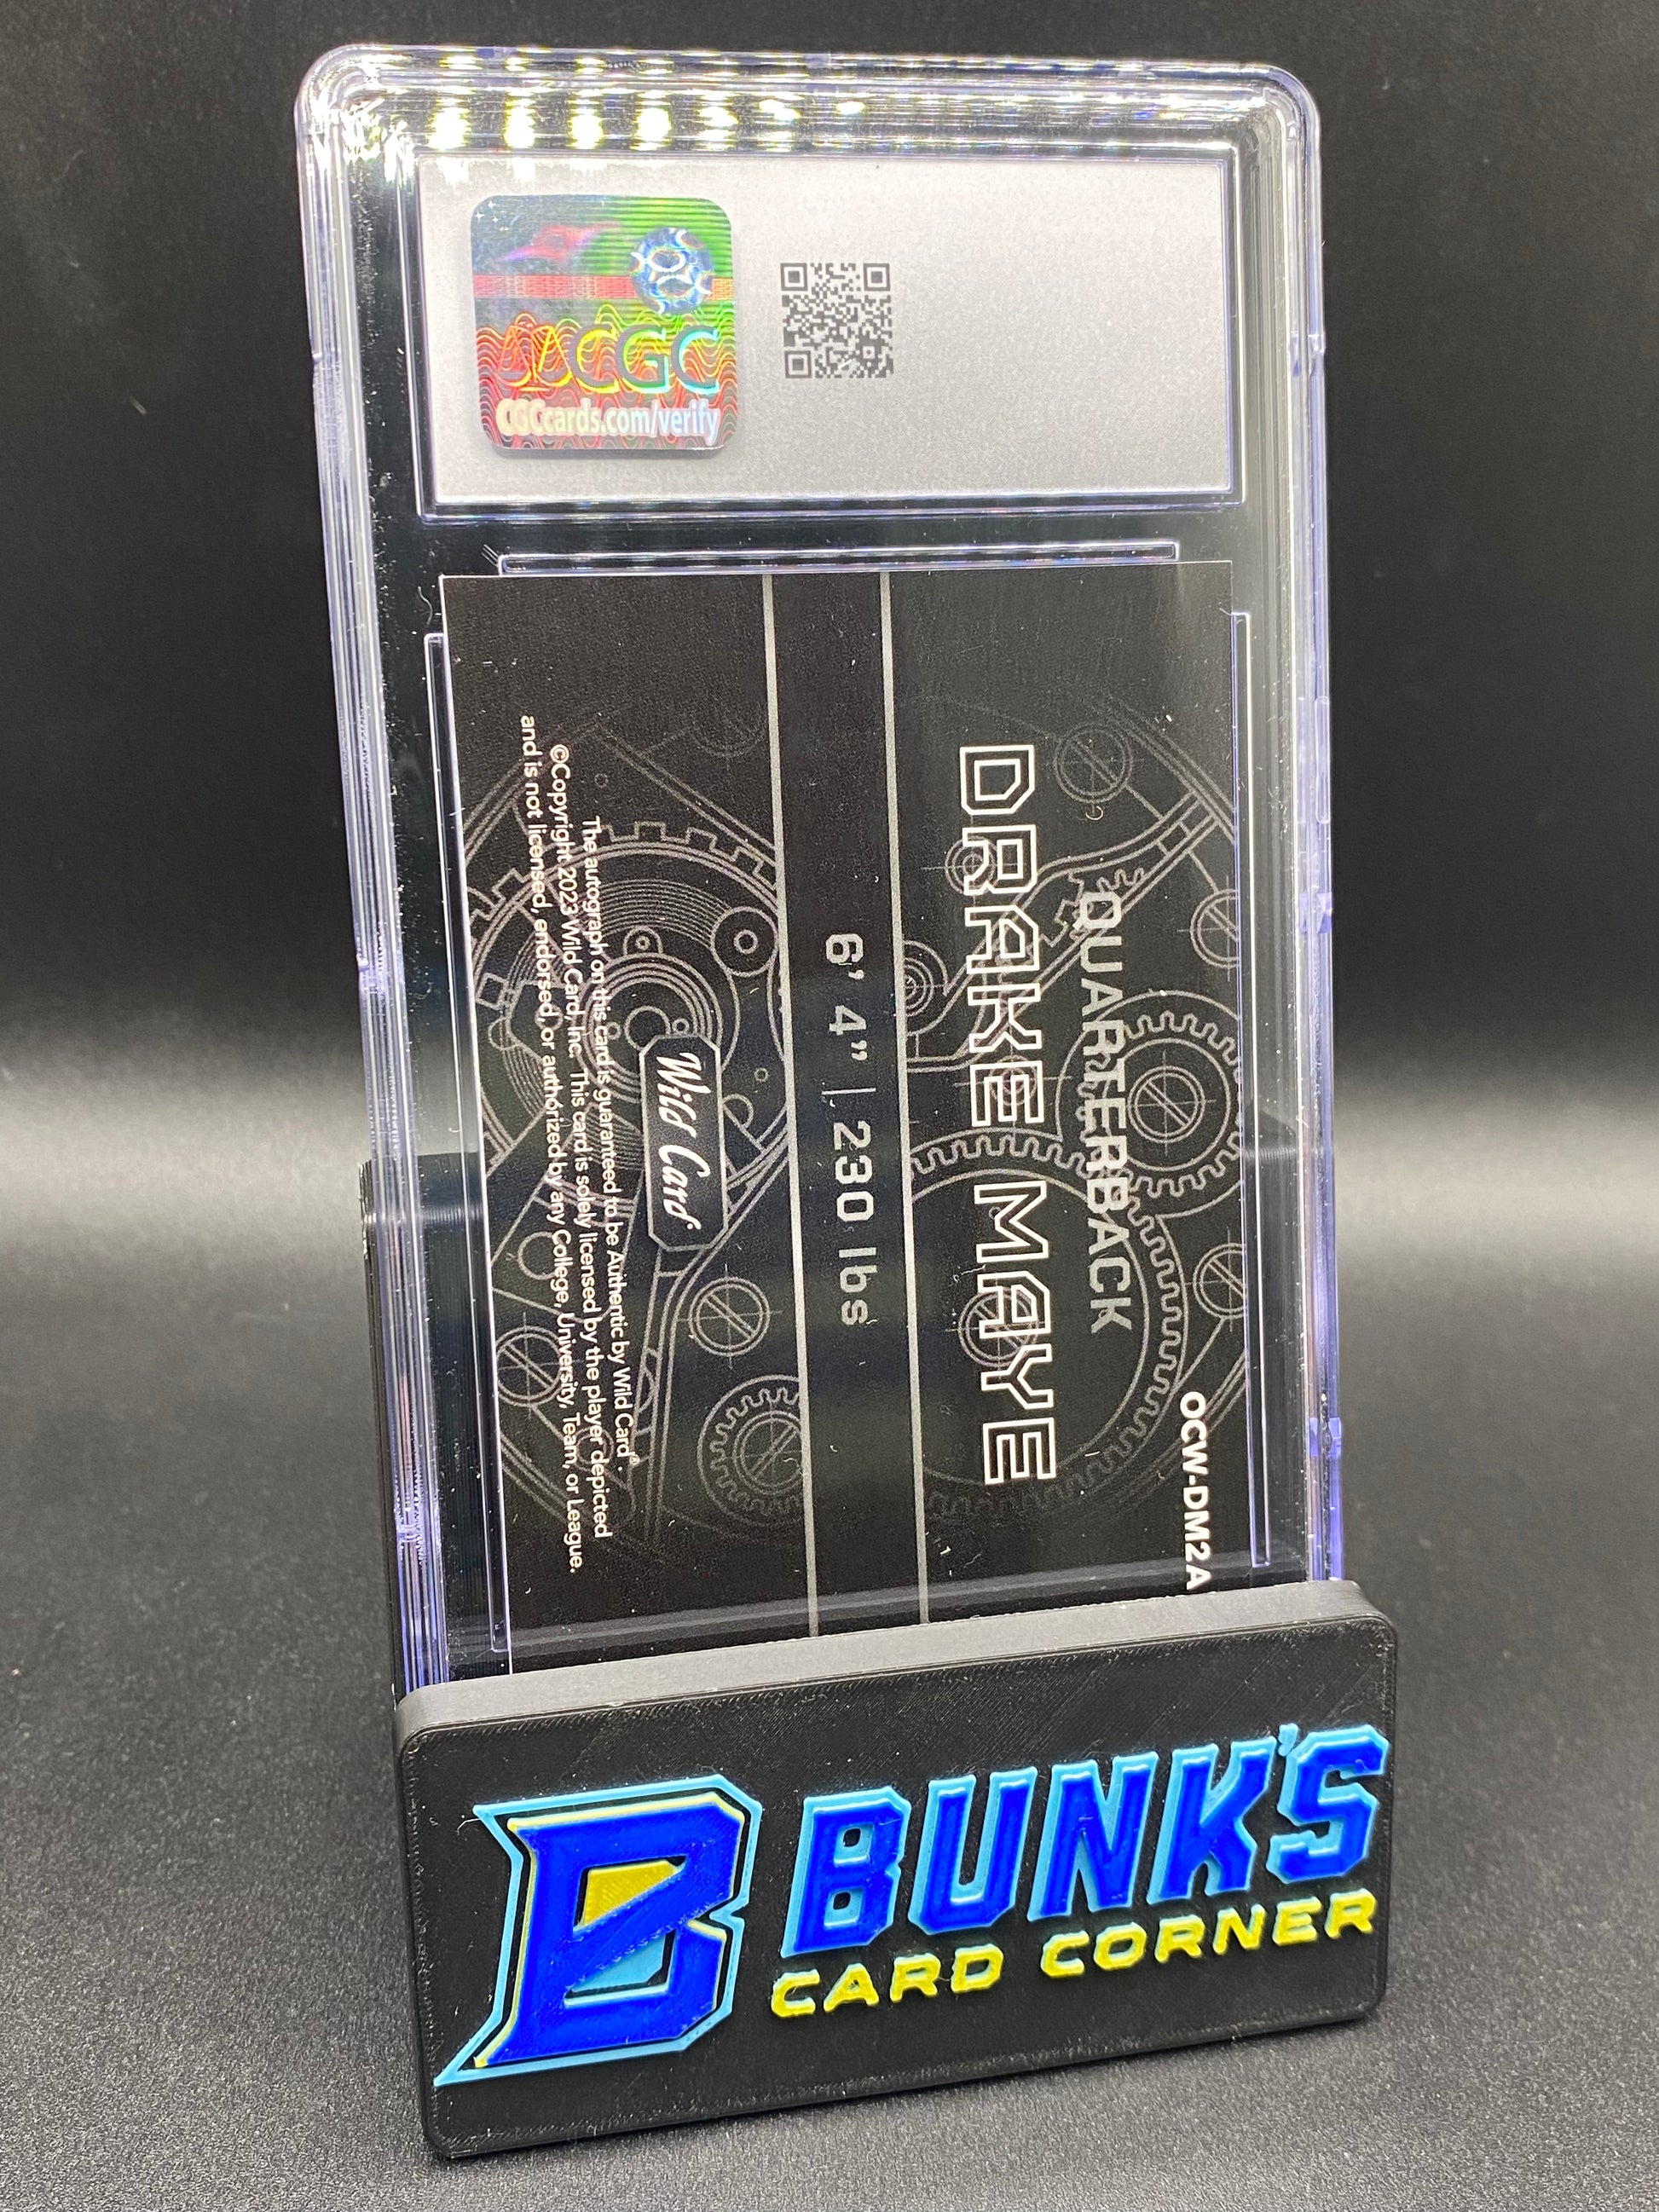 CGC
CGCcards.com/verify
OCW-DM2A
QUARTERBACK
DRAKE MAYE
6' 4" | 230 lbs
Wild Card
The autograph on this card is guaranteed to be Authentic by Wild Card®.
©Copyright 2023 Wild Card, Inc. This card is solely licensed by the player depicted
and is not licensed, endorsed, or authorized by any College, University, Team, or League.
B BUNK'S
CARD CORNER